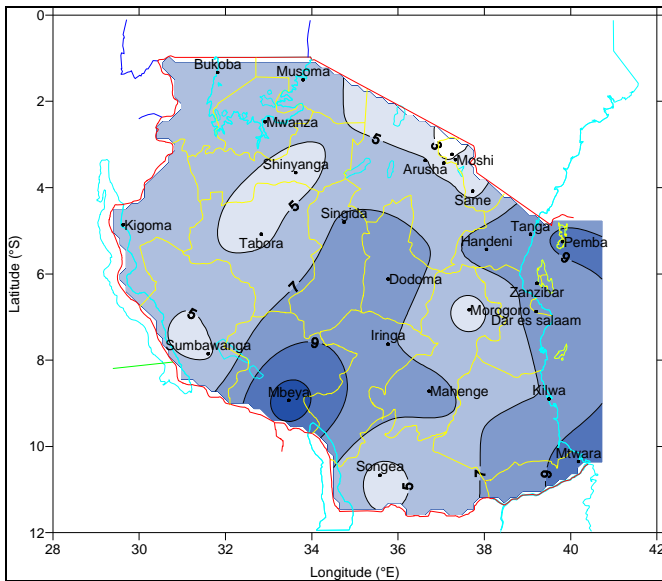 0
Bukoba
Musoma
2
Mwanza
5
3
Shinyanga
Arusha
Moshi
4
5
Same
Kigoma
Singida
Tanga
Tabora
Handeni
Pemba
9
6
7
Dodoma
Zanzibar
5
Morogoro
Dar es salaam
Sumbawanga
9
Iringa
8
Mbeya
Mahenge
Kilwa
10
Songea
5
7
9
Mtwara
12
28
30
32
34
36
38
40
42
Latitude (°S)
Longitude (°E)